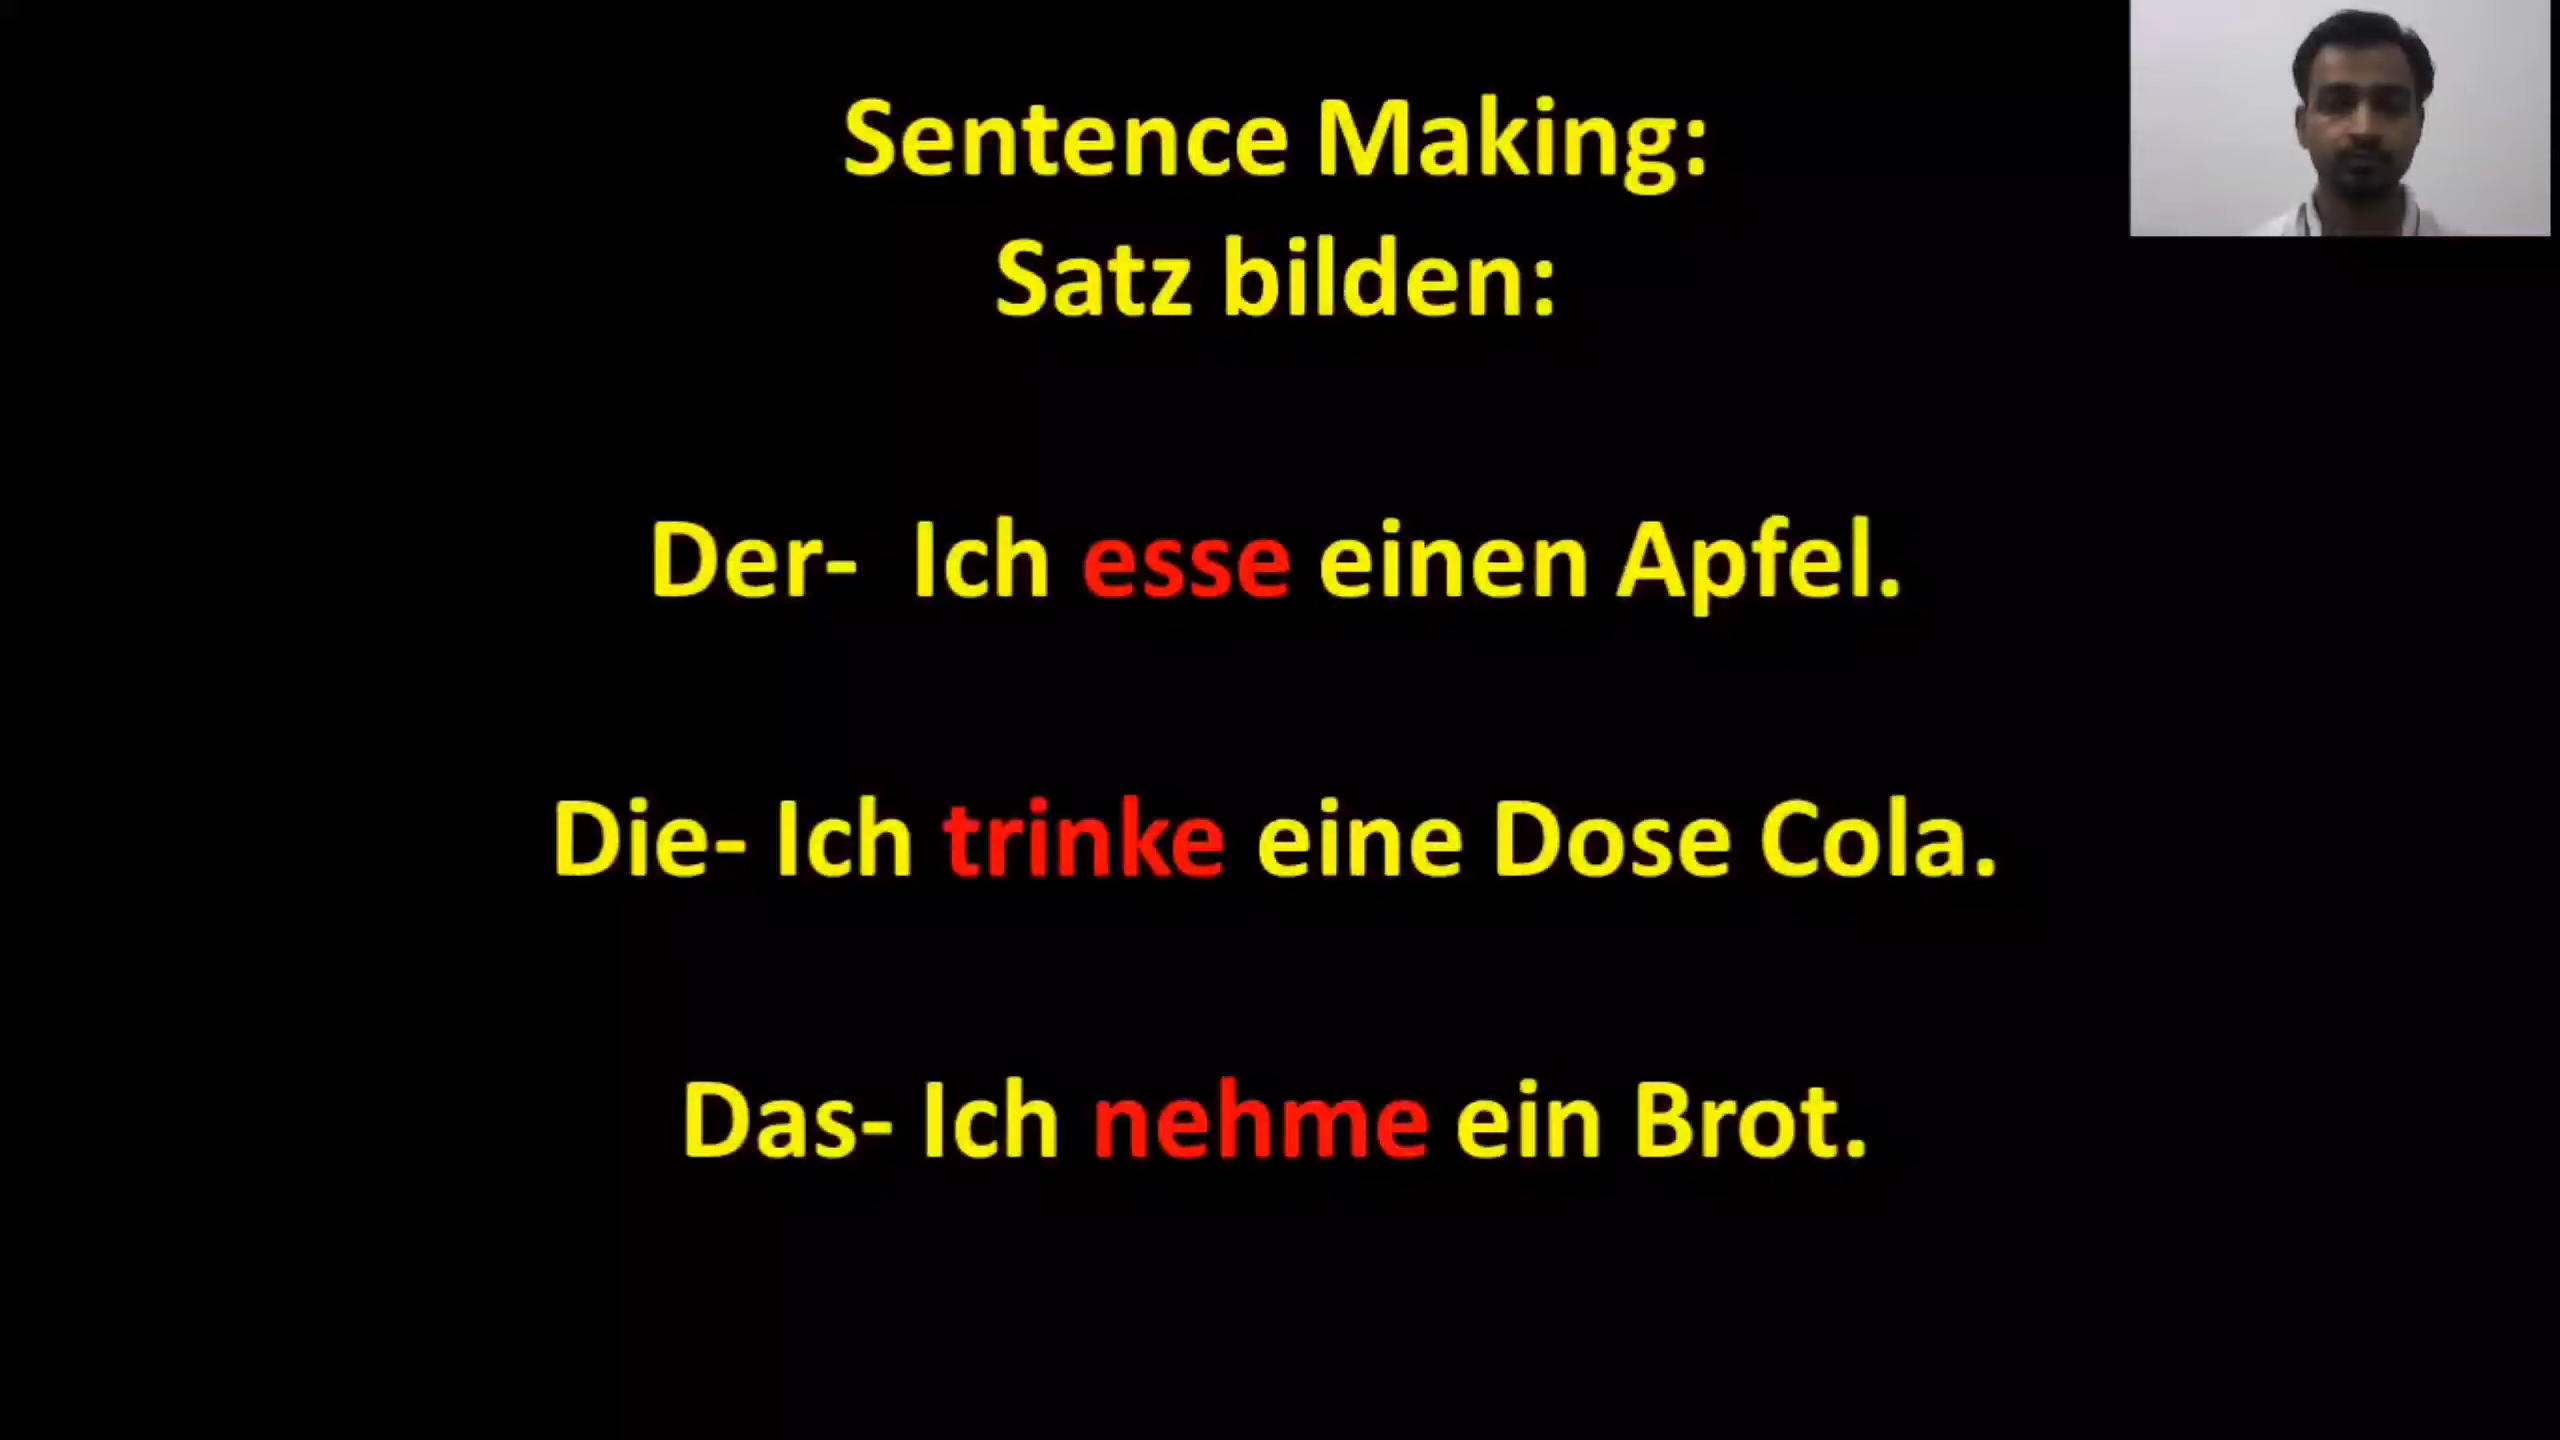 Sentence Making:
Satz bilden:
Der- Ich esse einen Apfel.
Die- Ich trinke eine Dose Cola.
Das- Ich nehme ein Brot.